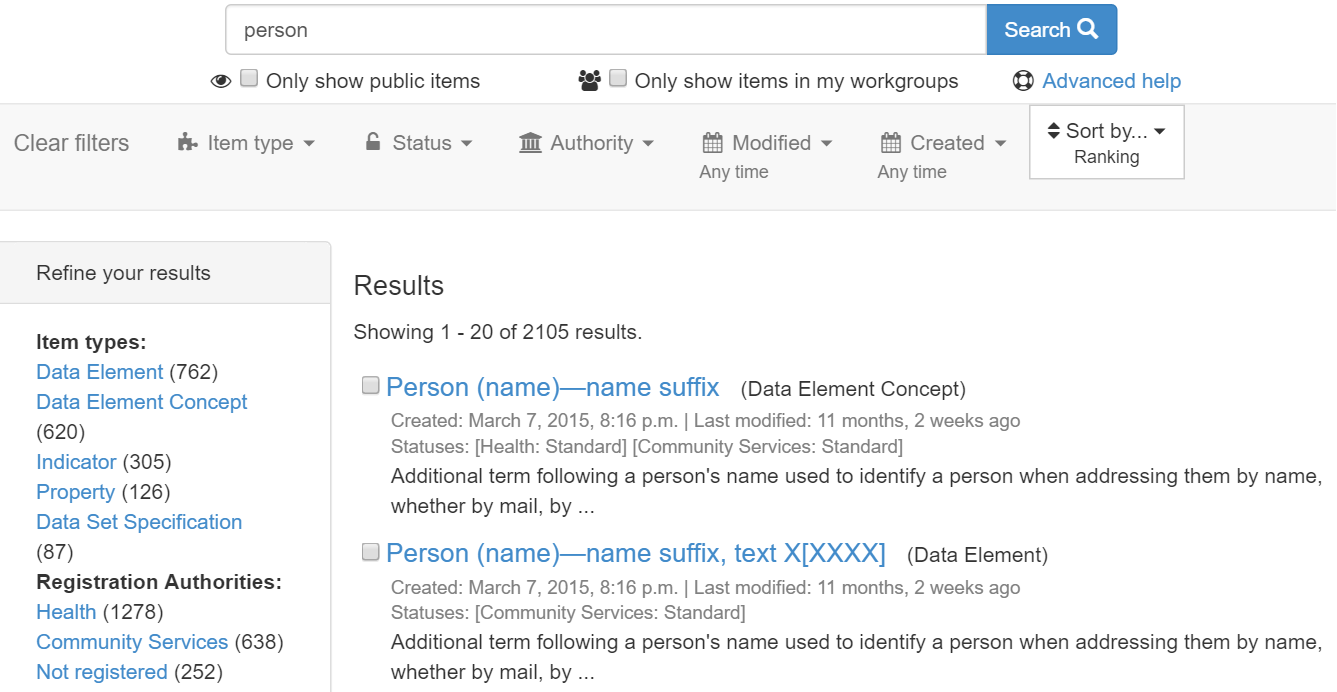 person
Search
Only show public items
Only show items in my workgroups
Advanced help
Clear filters
Item type
Status
Authority
Modified
Any time
Created
Any time
Sort by...
Ranking
Refine your results
Item types:
Data Element (762)
Data Element Concept
(620)
Indicator (305)
Property (126)
Data Set Specification
(87)
Registration Authorities:
Health (1278)
Community Services (638)
Not registered (252)
Results
Showing 1 - 20 of 2105 results.
Person (name)—name suffix (Data Element Concept)
Created: March 7, 2015, 8:16 p.m. | Last modified: 11 months, 2 weeks ago
Statuses: [Health: Standard] [Community Services: Standard]
Additional term following a person's name used to identify a person when addressing them by name,
whether by mail, by ...
Person (name)—name suffix, text X[XXXX] (Data Element)
Created: March 7, 2015, 8:16 p.m. | Last modified: 11 months, 2 weeks ago
Statuses: [Community Services: Standard]
Additional term following a person's name used to identify a person when addressing them by name,
whether by mail, by ...